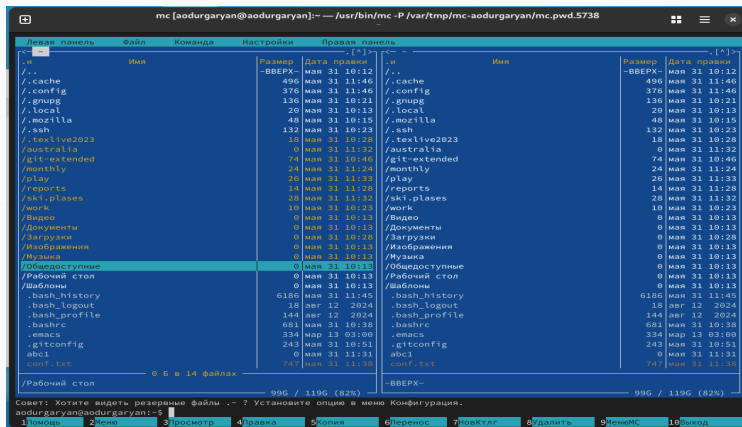 mc [aodurgaryan@aodurgaryan]:~ — /usr/bin/mc -P /var/tmp/mc-aodurgaryan/mc.pwd.5738
Левая панель Файл Команда Настройки Правая панель
<— ~ .[^]> <— ~ .[^]>
.и Имя Размер Дата правки .и Имя Размер Дата правки
/.. -ВВЕРХ- мая 31 10:12 /.. -ВВЕРХ- мая 31 10:12
/.cache 496 мая 31 11:46 /.cache 496 мая 31 11:46
/.config 376 мая 31 11:46 /.config 376 мая 31 11:46
/.gnupg 136 мая 31 10:21 /.gnupg 136 мая 31 10:21
/.local 20 мая 31 10:13 /.local 20 мая 31 10:13
/.mozilla 48 мая 31 10:15 /.mozilla 48 мая 31 10:15
/.ssh 132 мая 31 10:23 /.ssh 132 мая 31 10:23
/.texlive2023 18 мая 31 10:28 /.texlive2023 18 мая 31 10:28
/australia 0 мая 31 11:32 /australia 0 мая 31 11:32
/git-extended 74 мая 31 10:46 /git-extended 74 мая 31 10:46
/monthly 24 мая 31 11:24 /monthly 24 мая 31 11:24
/play 26 мая 31 11:33 /play 26 мая 31 11:33
/reports 14 мая 31 11:28 /reports 14 мая 31 11:28
/ski.plases 28 мая 31 11:32 /ski.plases 28 мая 31 11:32
/work 10 мая 31 10:23 /work 10 мая 31 10:23
/Видео 0 мая 31 10:13 /Видео 0 мая 31 10:13
/Документы 0 мая 31 10:13 /Документы 0 мая 31 10:13
/Загрузки 0 мая 31 10:28 /Загрузки 0 мая 31 10:28
/Изображения 0 мая 31 10:13 /Изображения 0 мая 31 10:13
/Музыка 0 мая 31 10:13 /Музыка 0 мая 31 10:13
/Общедоступные 0 мая 31 10:13 /Общедоступные 0 мая 31 10:13
/Рабочий стол 0 мая 31 10:13 /Рабочий стол 0 мая 31 10:13
/Шаблоны 0 мая 31 10:13 /Шаблоны 0 мая 31 10:13
.bash_history 6186 мая 31 11:45 .bash_history 6186 мая 31 11:45
.bash_logout 18 авг 12 2024 .bash_logout 18 авг 12 2024
.bash_profile 144 авг 12 2024 .bash_profile 144 авг 12 2024
.bashrc 681 мая 31 10:38 .bashrc 681 мая 31 10:38
.emacs 334 мар 13 03:00 .emacs 334 мар 13 03:00
.gitconfig 243 мая 31 10:51 .gitconfig 243 мая 31 10:51
abc1 0 мая 31 11:31 abc1 0 мая 31 11:31
conf.txt 747 мая 31 11:38 conf.txt 747 мая 31 11:38
0 Б в 14 файлах
/Рабочий стол -ВВЕРХ-
99G / 119G (82%) 99G / 119G (82%)
Совет: Хотите видеть резервные файлы .~ ? Установите опцию в меню Конфигурация.
aodurgaryan@aodurgaryan:~$
1Помощь 2Меню 3Просмотр 4Правка 5Копия 6Перенос 7НовКтлг 8Удалить 9МенюMC 10Выход